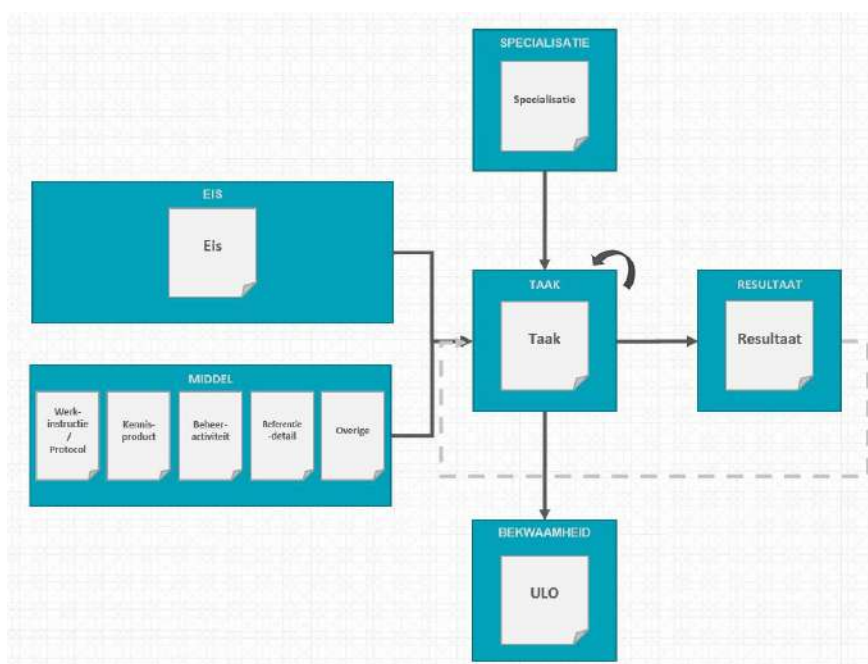 SPECIALISATIE
Specialisatie
EIS
Eis
TAAK
Taak
RESULTAAT
Resultaat
MIDDEL
Werk-
instructie
/
Protocol
Kennis-
product
Beheer-
activiteit
Referentie
-detail
Overige
BEKWAAMHEID
ULO